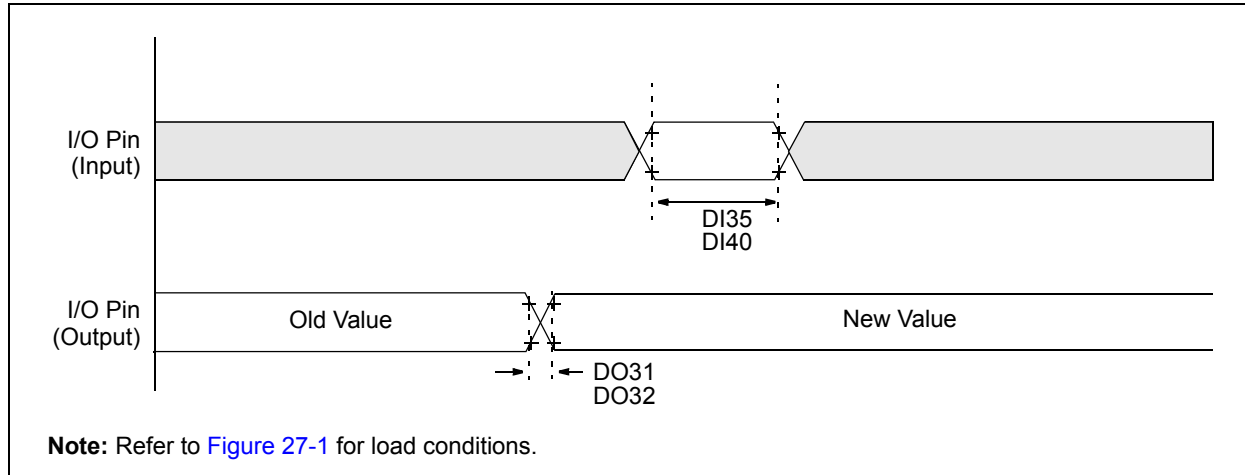 I/O Pin
(Input)
DI35
DI40
I/O Pin
(Output)
Old Value
New Value
DO31
DO32
Note: Refer to Figure 27-1 for load conditions.